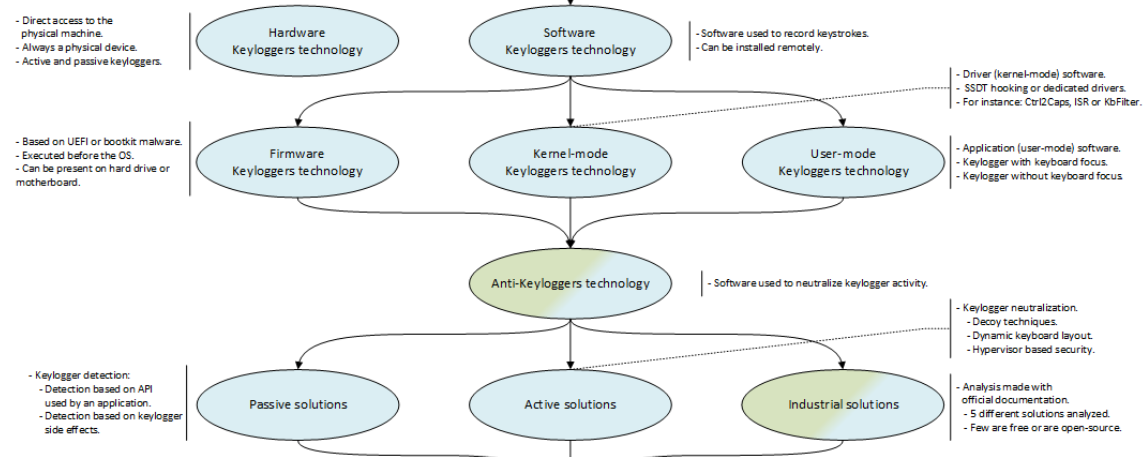 - Direct access to the
physical machine.
- Always a physical device.
- Active and passive keyloggers.
Hardware
Keyloggers technology
Software
Keyloggers technology
- Software used to record keystrokes.
- Can be installed remotely.
- Driver (kernel-mode) software.
- SSDT hooking or dedicated drivers.
- For instance: Ctrl2Caps, ISR or KbFilter.
- Based on UEFI or bootkit malware.
- Executed before the OS.
- Can be present on hard drive or
motherboard.
Firmware
Keyloggers technology
Kernel-mode
Keyloggers technology
User-mode
Keyloggers technology
- Application (user-mode) software.
- Keylogger with keyboard focus.
- Keylogger without keyboard focus.
Anti-Keyloggers technology
- Software used to neutralize keylogger activity.
- Keylogger neutralization.
- Decoy techniques.
- Dynamic keyboard layout.
- Hypervisor based security.
- Keylogger detection:
- Detection based on API
used by an application.
- Detection based on keylogger
side effects.
Passive solutions
Active solutions
Industrial solutions
- Analysis made with
official documentation.
- 5 different solutions analyzed.
- Few are free or are open-source.